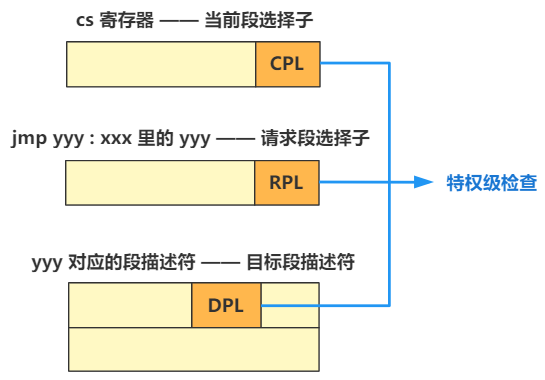 cs 寄存器 —— 当前段选择子
CPL
jmp yyy : xxx 里的 yyy —— 请求段选择子
RPL
特权级检查
yyy 对应的段描述符 —— 目标段描述符
DPL